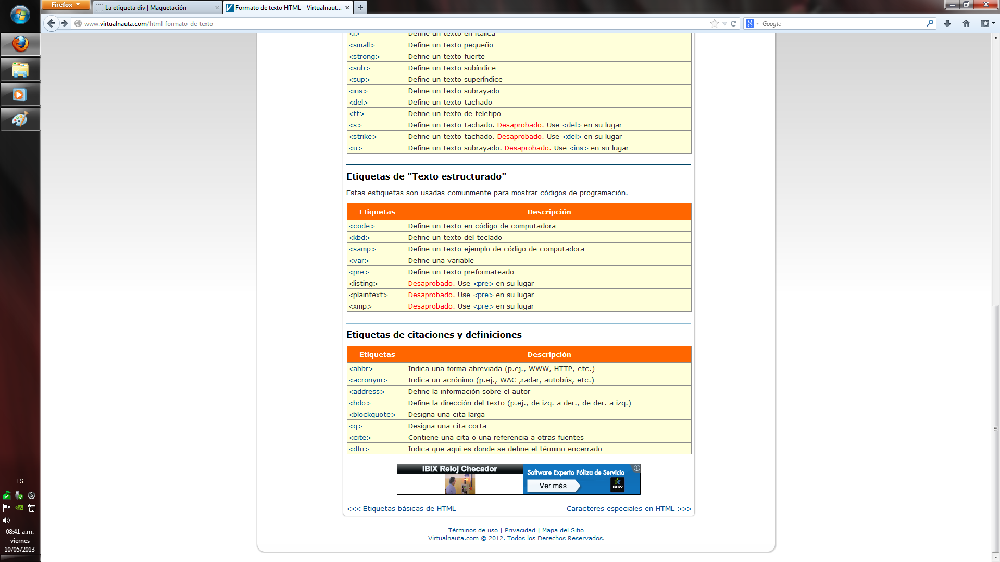 Firefox
La etiqueta div | Maquetación
Formato de texto HTML - Virtualnaut...
www.virtualnauta.com/html-formato-de-texto
Google
<i> Define un texto en itálica
<small> Define un texto pequeño
<strong> Define un texto fuerte
<sub> Define un texto subíndice
<sup> Define un texto superíndice
<ins> Define un texto subrayado
<del> Define un texto tachado
<tt> Define un texto de teletipo
<s> Define un texto tachado. Desaprobado. Use <del> en su lugar
<strike> Define un texto tachado. Desaprobado. Use <del> en su lugar
<u> Define un texto subrayado. Desaprobado. Use <ins> en su lugar
Etiquetas de "Texto estructurado"
Estas estiquetas son usadas comunmente para mostrar códigos de programación.
Etiquetas Descripción
<code> Define un texto en código de computadora
<kbd> Define un texto del teclado
<samp> Define un texto ejemplo de código de computadora
<var> Define una variable
<pre> Define un texto preformateado
<listing> Desaprobado. Use <pre> en su lugar
<plaintext> Desaprobado. Use <pre> en su lugar
<xmp> Desaprobado. Use <pre> en su lugar
Etiquetas de citaciones y definiciones
Etiquetas Descripción
<abbr> Indica una forma abreviada (p.ej., WWW, HTTP, etc.)
<acronym> Indica un acrónimo (p.ej., WAC ,radar, autobús, etc.)
<address> Define la información sobre el autor
<bdo> Define la dirección del texto (p.ej., de izq. a der., de der. a izq.)
<blockquote> Designa una cita larga
<q> Designa una cita corta
<cite> Contiene una cita o una referencia a otras fuentes
<dfn> Indica que aquí es donde se define el término encerrado
IBIX Reloj Checador
Software Experto Póliza de Servicio
Ver más
IBIX
<<< Etiquetas básicas de HTML Caracteres especiales en HTML >>>
Términos de uso | Privacidad | Mapa del Sitio
Virtualnauta.com © 2012. Todos los Derechos Reservados.
ES
08:41 a.m.
viernes
10/05/2013